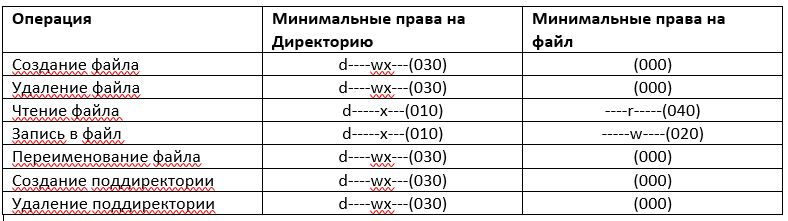 Операция Минимальные права на Минимальные права на
Директорию файл
Создание файла d----wx---(030) (000)
Удаление файла d----wx---(030) (000)
Чтение файла d-----x---(010) ----r-----(040)
Запись в файл d-----x---(010) -----w----(020)
Переименование файла d----wx---(030) (000)
Создание поддиректории d----wx---(030) (000)
Удаление поддиректории d----wx---(030) (000)